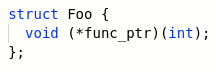 struct Foo {
  void (*func_ptr)(int);
};